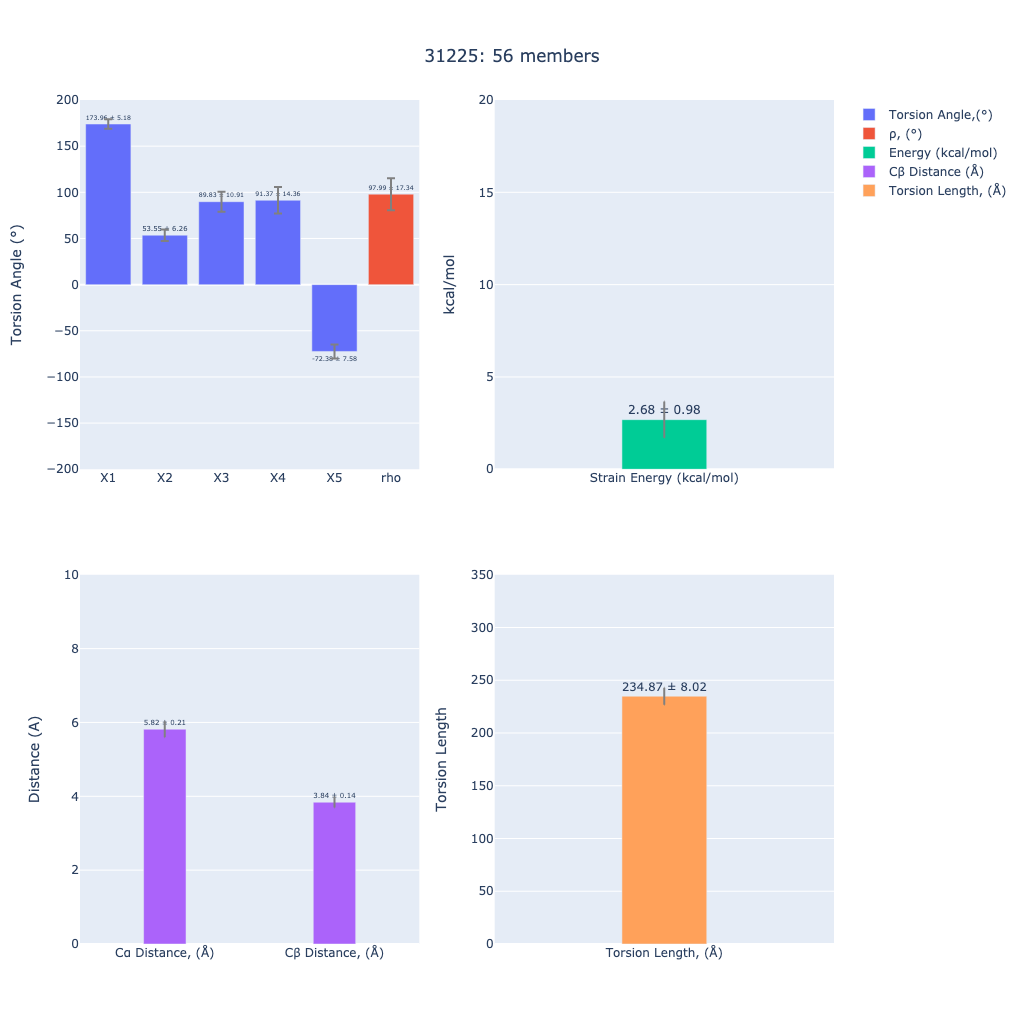 31225: 56 members
200
150
100
50
0
−50
−100
−150
−200
Torsion Angle (°)
173.96 ± 5.18
53.55 ± 6.26
89.83 ± 10.91
91.37 ± 14.36
-72.38 ± 7.58
97.99 ± 17.34
X1 X2 X3 X4 X5 rho
20
15
10
5
0
kcal/mol
2.68 ± 0.98
Strain Energy (kcal/mol)
Torsion Angle,(°)
ρ, (°)
Energy (kcal/mol)
Cβ Distance (Å)
Torsion Length, (Å)
10
8
6
4
2
0
Distance (A)
5.82 ± 0.21
3.84 ± 0.14
Cα Distance, (Å) Cβ Distance, (Å)
350
300
250
200
150
100
50
0
Torsion Length
234.87 ± 8.02
Torsion Length, (Å)